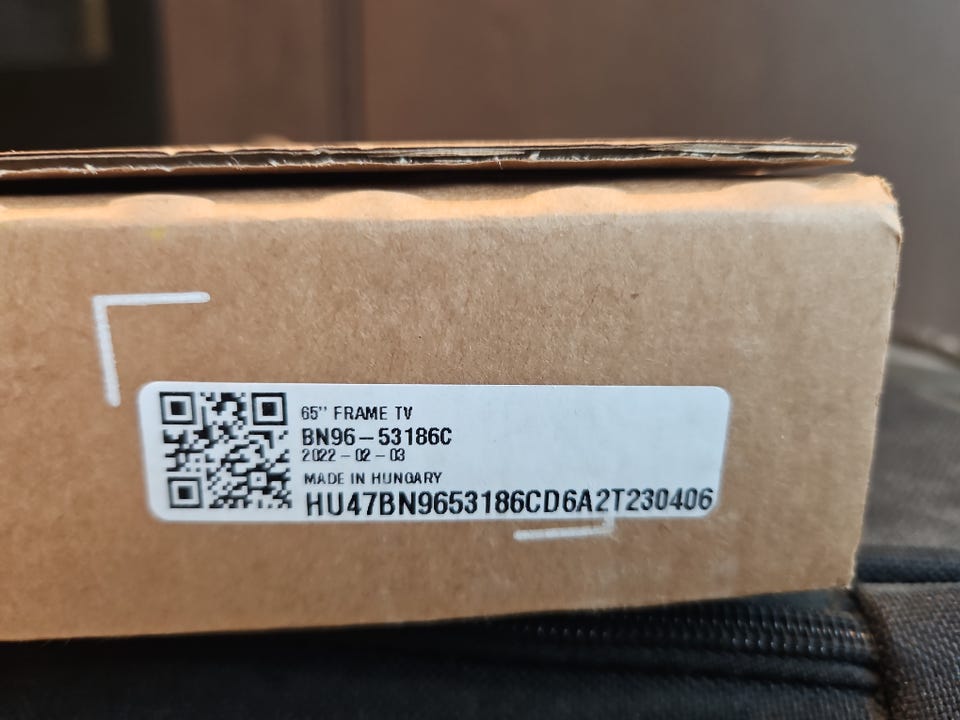 65" FRAME TV
BN96-53186C
2022-02-03
MADE IN HUNGARY
HU47BN9653186CD6A2T230406